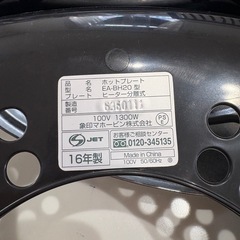 品名 ホットプレート
型名 EA-BH20 型
プレート ヒーター分離式
製造番号
100V 1300W
象印マホービン株式会社
PSE
JET
お客様ご相談センター
0120-345135
16年製
Made in China
100V 50/60Hz